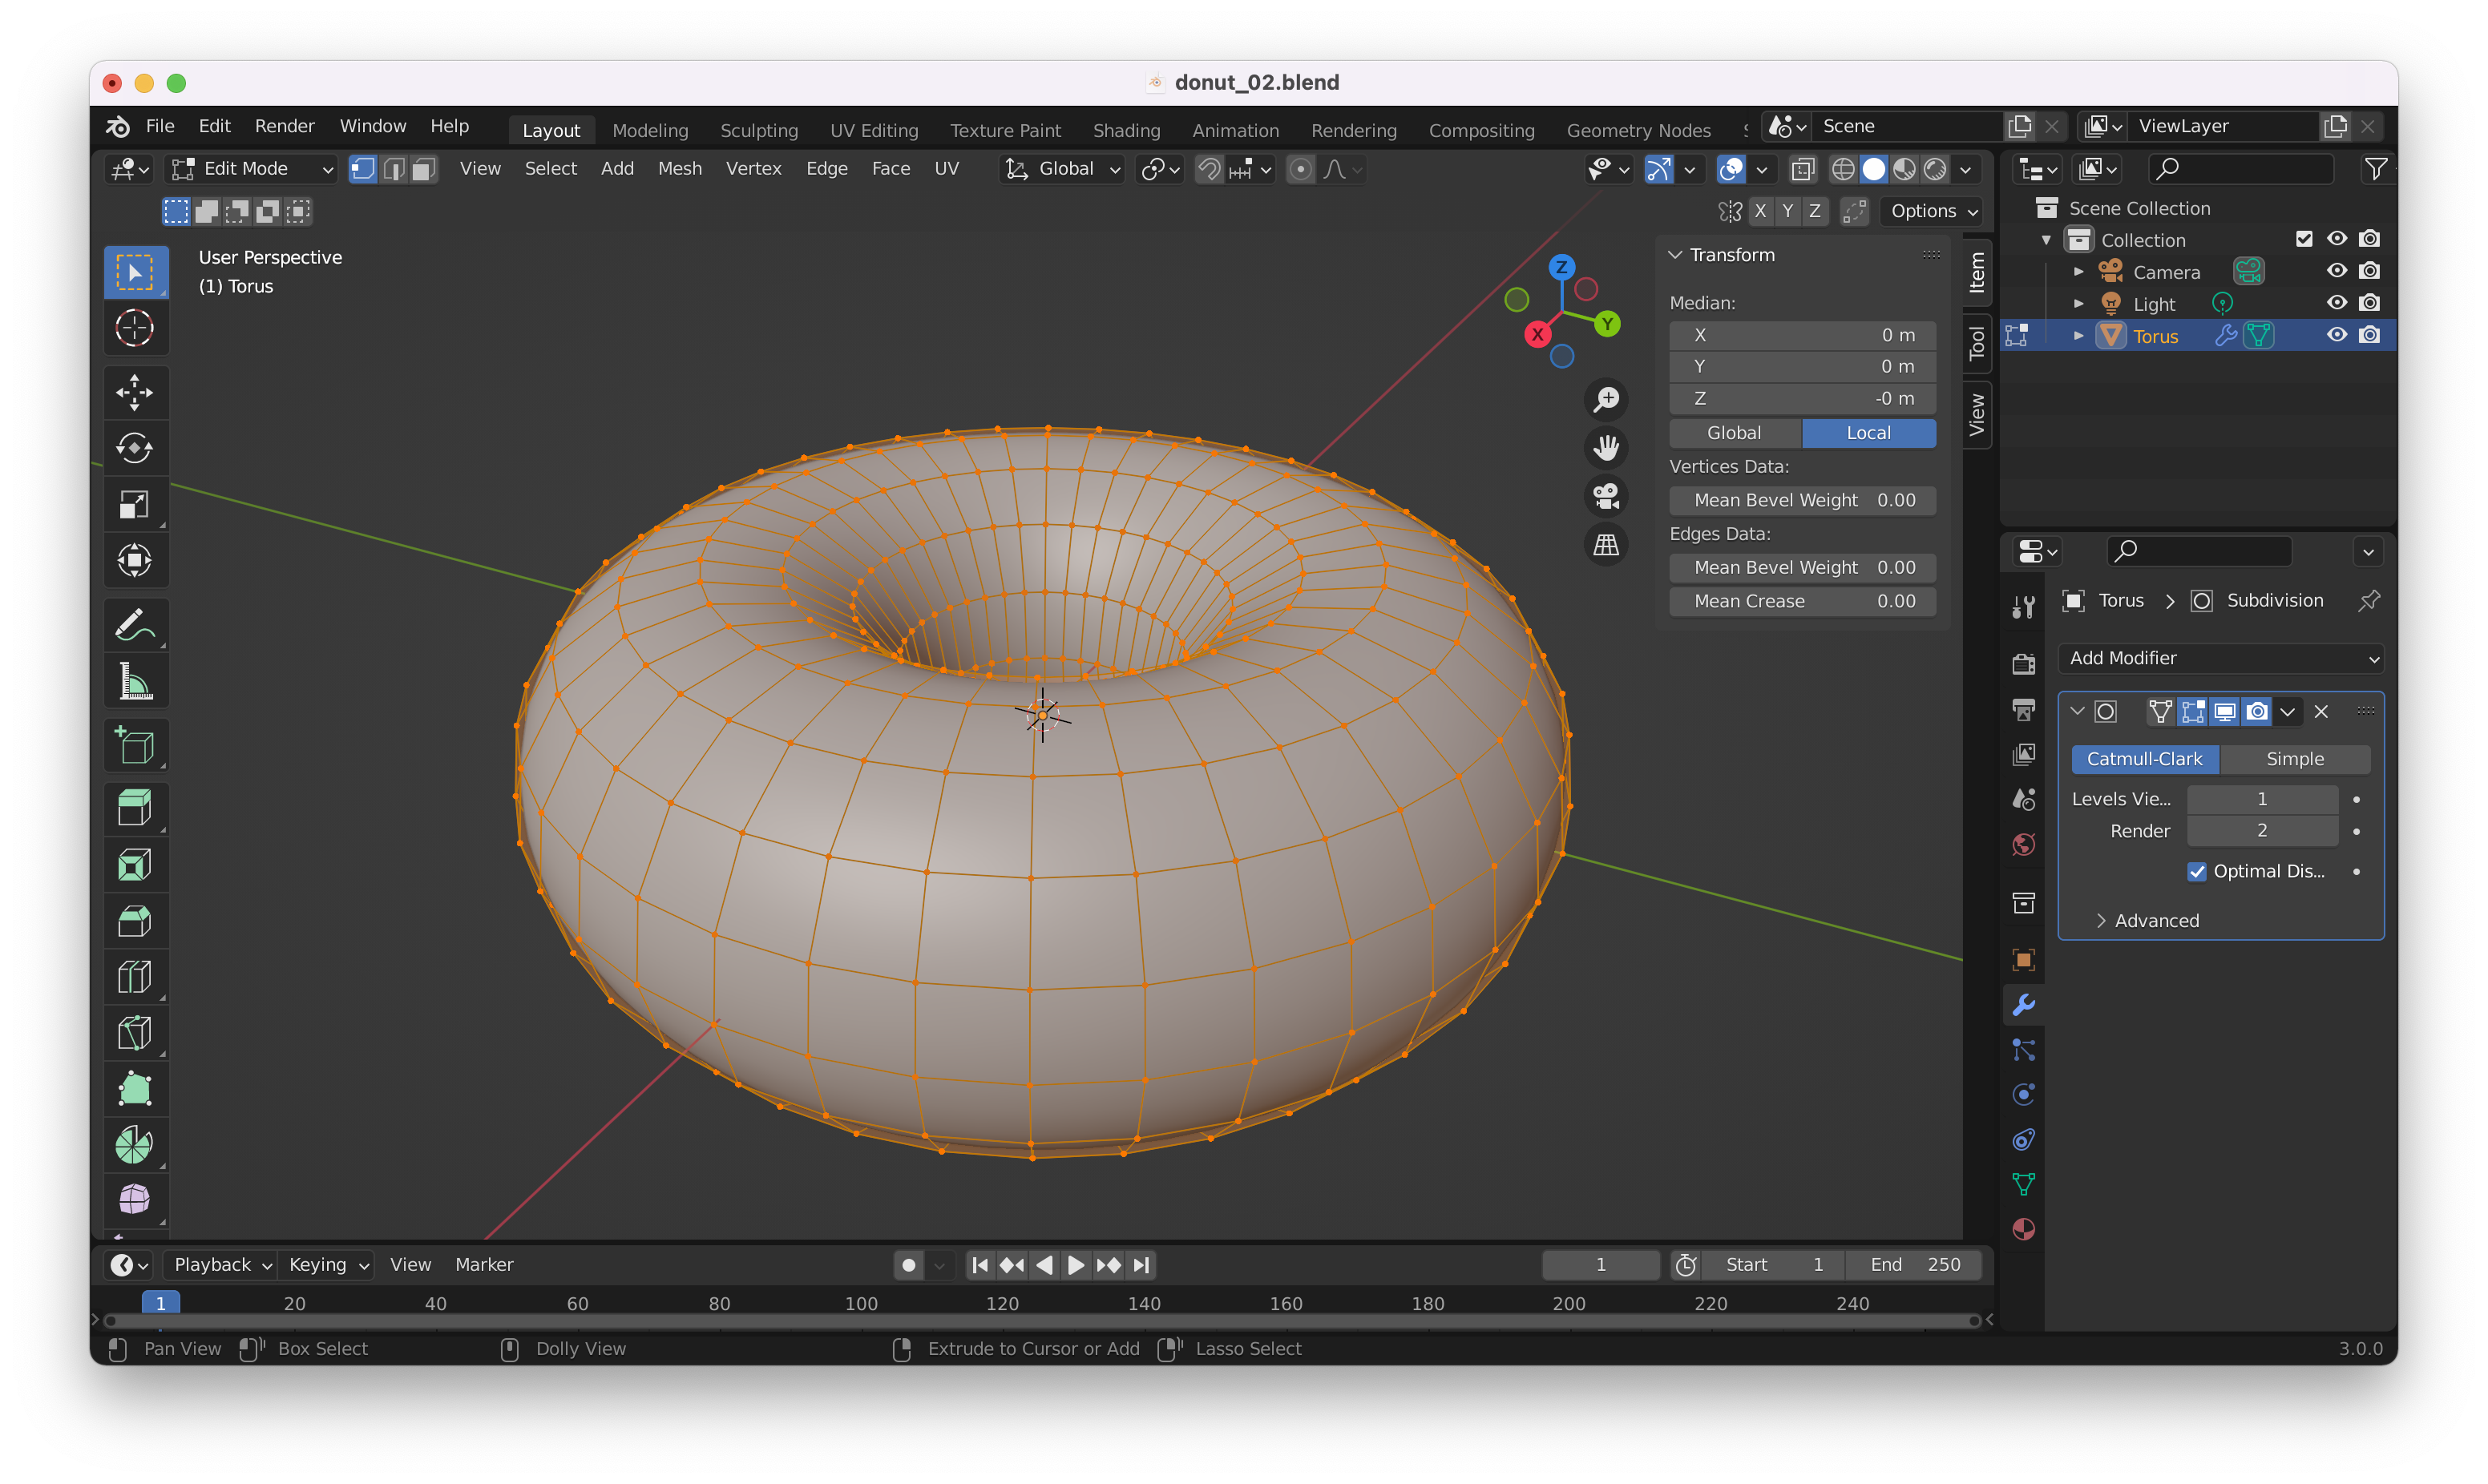 donut_02.blend
File Edit Render Window Help Layout Modeling Sculpting UV Editing Texture Paint Shading Animation Rendering Compositing Geometry Nodes Scene ViewLayer
Edit Mode View Select Add Mesh Vertex Edge Face UV Global
X Y Z Options
User Perspective
(1) Torus
Z
Y
X
Transform
Median:
X 0 m
Y 0 m
Z -0 m
Global Local
Vertices Data:
Mean Bevel Weight 0.00
Edges Data:
Mean Bevel Weight 0.00
Mean Crease 0.00
Item
Tool
View
Scene Collection
Collection
Camera
Light
Torus
Torus Subdivision
Add Modifier
Catmull-Clark Simple
Levels Vie... 1
Render 2
Optimal Dis...
Advanced
Playback Keying View Marker 1 Start 1 End 250
1 20 40 60 80 100 120 140 160 180 200 220 240
Pan View Box Select Dolly View Extrude to Cursor or Add Lasso Select 3.0.0